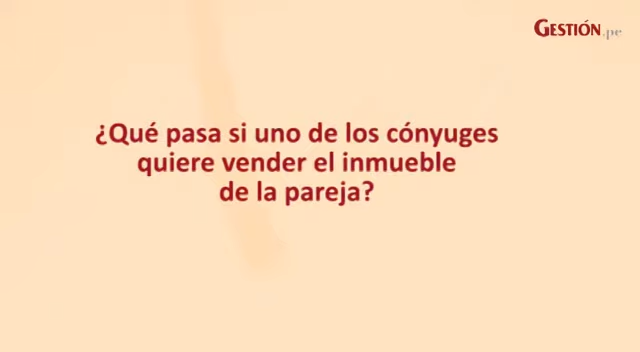 GESTIÓN.pe
¿Qué pasa si uno de los cónyuges
quiere vender el inmueble
de la pareja?